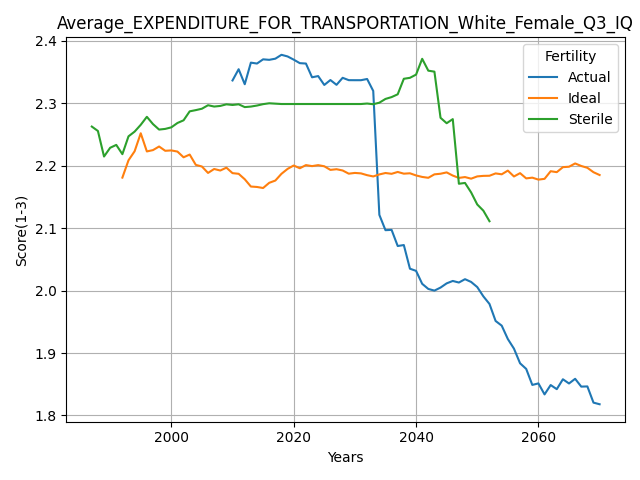 Average_EXPENDITURE_FOR_TRANSPORTATION_White_Female_Q3_IQ
Score(1-3)
2.4
2.3
2.2
2.1
2.0
1.9
1.8
Fertility
Actual
Ideal
Sterile
2000
2020
2040
2060
Years